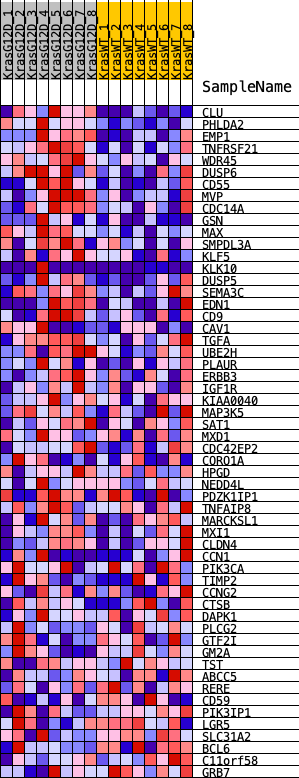 KrasG12D_1
KrasG12D_2
KrasG12D_3
KrasG12D_4
KrasG12D_5
KrasG12D_6
KrasG12D_7
KrasG12D_8
KrasWT_1
KrasWT_2
KrasWT_3
KrasWT_4
KrasWT_5
KrasWT_6
KrasWT_7
KrasWT_8
SampleName
CLU
PHLDA2
EMP1
TNFRSF21
WDR45
DUSP6
CD55
MVP
CDC14A
GSN
MAX
SMPDL3A
KLF5
KLK10
DUSP5
SEMA3C
EDN1
CD9
CAV1
TGFA
UBE2H
PLAUR
ERBB3
IGF1R
KIAA0040
MAP3K5
SAT1
MXD1
CDC42EP2
CORO1A
HPGD
NEDD4L
PDZK1IP1
TNFAIP8
MARCKSL1
MXI1
CLDN4
CCN1
PIK3CA
TIMP2
CCNG2
CTSB
DAPK1
PLCG2
GTF2I
GM2A
TST
ABCC5
RERE
CD59
PIK3IP1
LGR5
SLC31A2
BCL6
C11orf58
GRB7